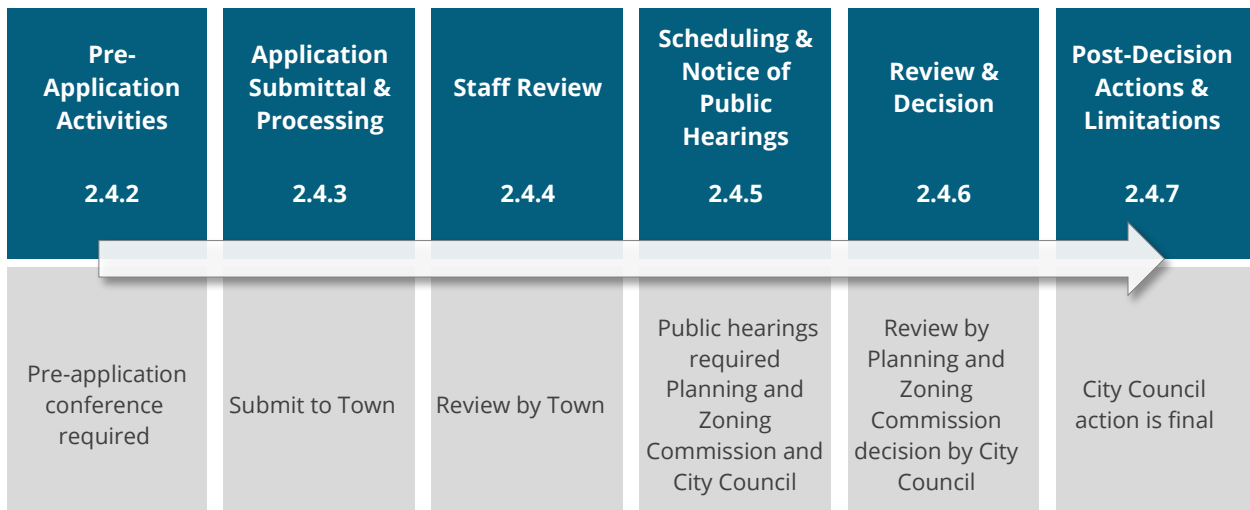 Pre-
Application
Activities
2.4.2
Application
Submittal &
Processing
2.4.3
Staff Review
2.4.4
Scheduling &
Notice of
Public
Hearings
2.4.5
Review &
Decision
2.4.6
Post-Decision
Actions &
Limitations
2.4.7
Pre-application
conference
required
Submit to Town
Review by Town
Public hearings
required
Planning and
Zoning
Commission and
City Council
Review by
Planning and
Zoning
Commission
decision by City
Council
City Council
action is final